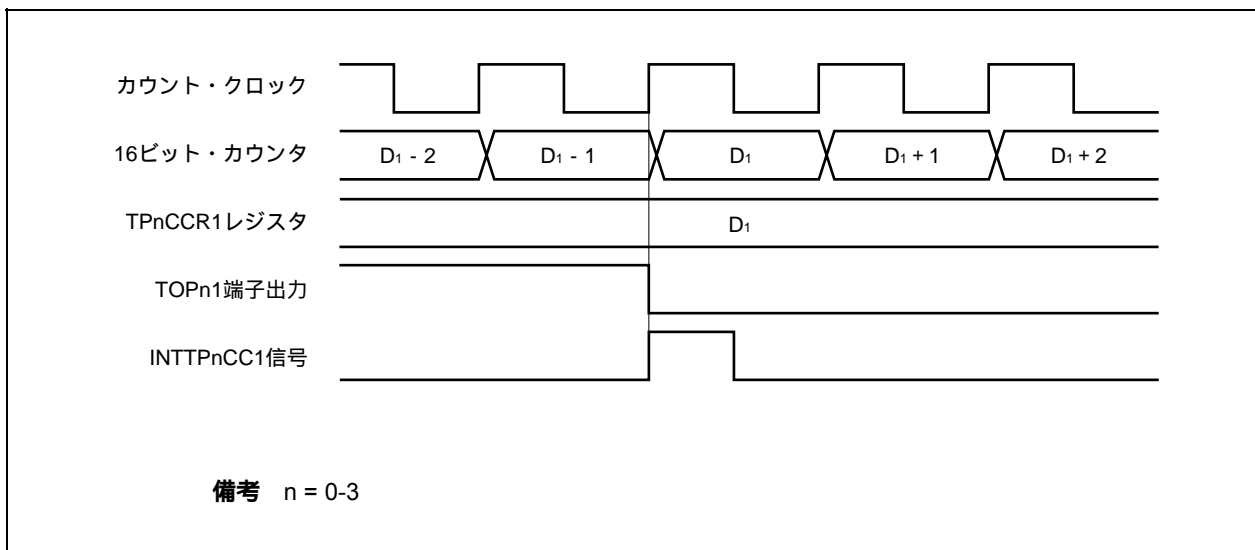 カウント・クロック
16ビット・カウンタ D₁ - 2 D₁ - 1 D₁ D₁ + 1 D₁ + 2
TPnCCR1レジスタ D₁
TOPn1端子出力
INTTPnCC1信号
備考 n = 0-3